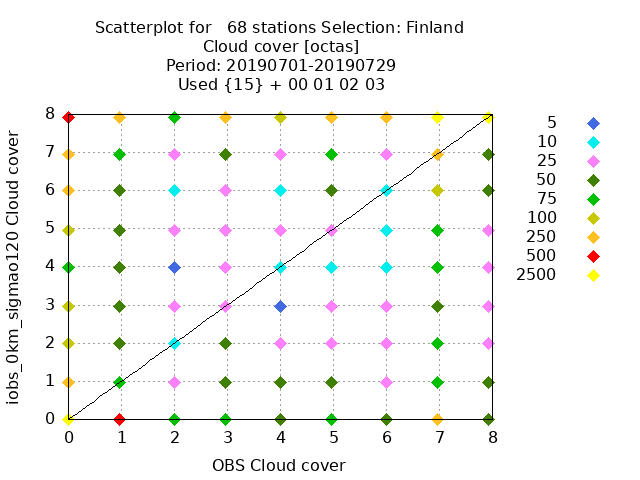 Scatterplot for   68 stations Selection: Finland
Cloud cover [octas]
Period: 20190701-20190729
Used {15} + 00 01 02 03
iobs_0km_sigmao120 Cloud cover
8
7
6
5
4
3
2
1
0
0 1 2 3 4 5 6 7 8
OBS Cloud cover
5
10
25
50
75
100
250
500
2500